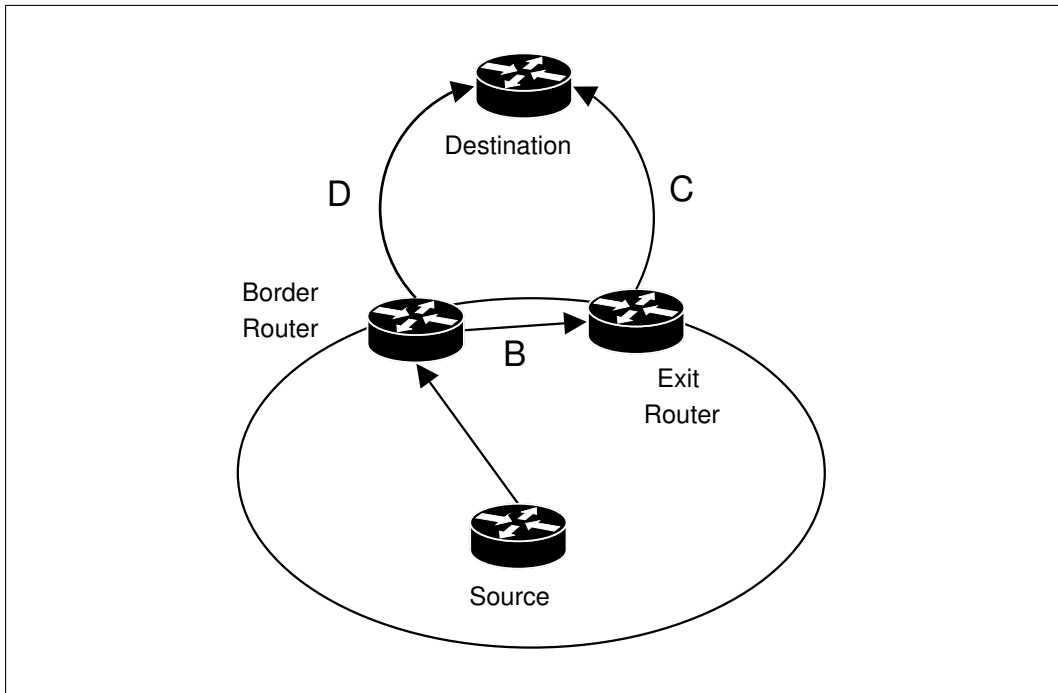 Destination
D
C
Border
Router
B
Exit
Router
Source